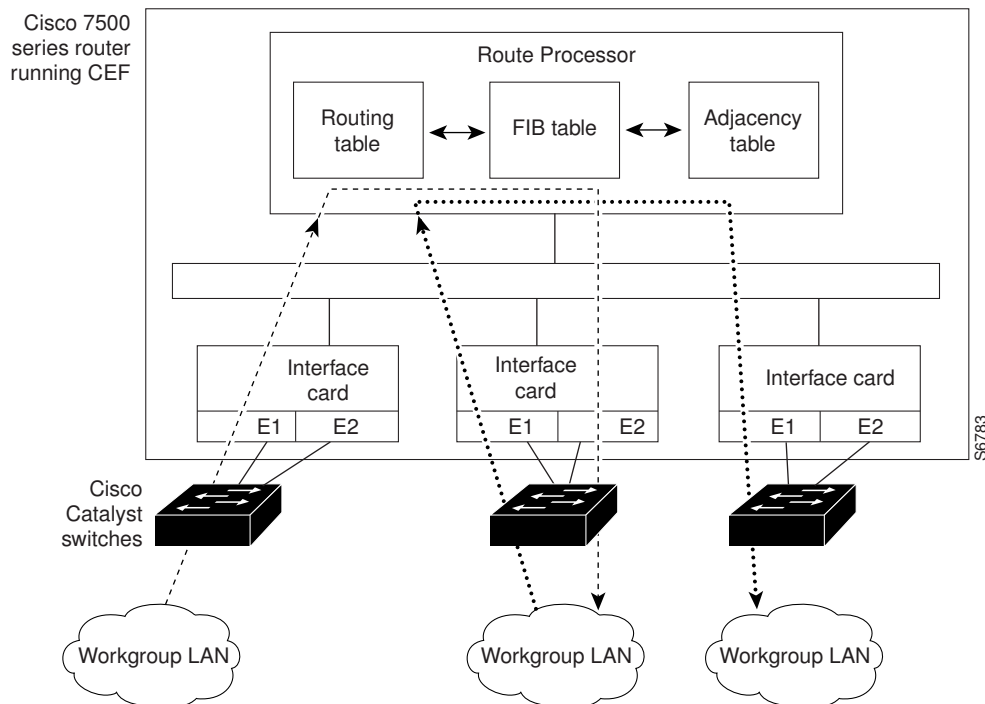 Cisco 7500
series router
running CEF
Route Processor
Routing
table
FIB table
Adjacency
table
Interface
card
E1
E2
Interface
card
E1
E2
Interface card
E1
E2
S6783
Cisco
Catalyst
switches
Workgroup LAN
Workgroup LAN
Workgroup LAN